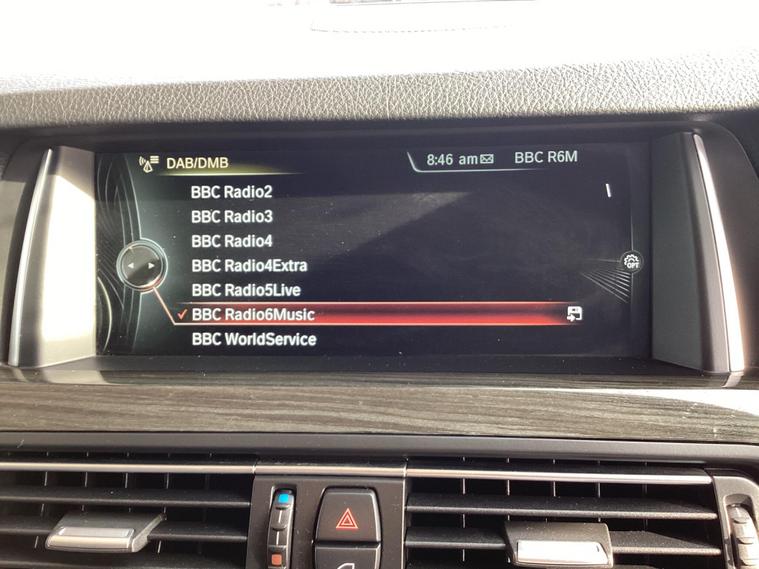 DAB/DMB
8:46 am BBC R6M
BBC Radio2
BBC Radio3
BBC Radio4
BBC Radio4Extra
OPT
BBC Radio5Live
BBC Radio6Music
BBC WorldService